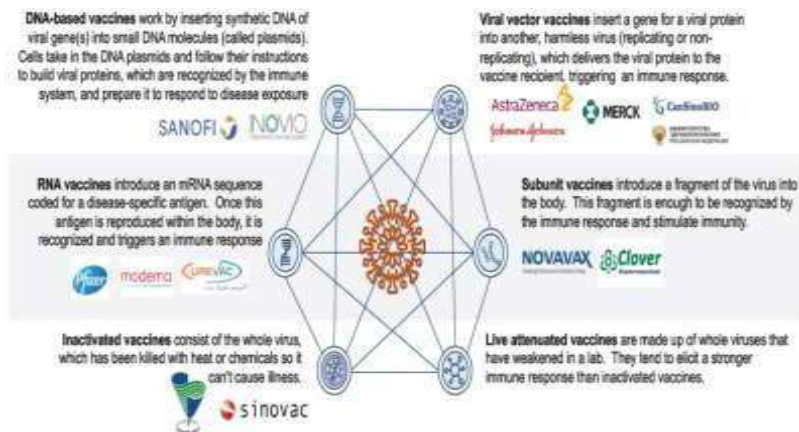 DNA-based vaccines work by inserting synthetic DNA of
viral gene(s) into small DNA molecules (called plasmids).
Cells take in the DNA plasmids and follow their instructions
to build viral proteins, which are recognized by the immune
system, and prepare it to respond to disease exposure
SANOFI INOVIO
Viral vector vaccines insert a gene for a viral protein
into another, harmless virus (replicating or non-
replicating), which delivers the viral protein to the
vaccine recipient, triggering an immune response.
AstraZeneca MERCK CanSinoBIO
Johnson & Johnson
RNA vaccines introduce an mRNA sequence
coded for a disease-specific antigen. Once this
antigen is reproduced within the body, it is
recognized and triggers an immune response
Pfizer moderna CUREVAC
Subunit vaccines introduce a fragment of the virus into
the body. This fragment is enough to be recognized by
the immune response and stimulate immunity.
NOVAVAX Clover
Inactivated vaccines consist of the whole virus,
which has been killed with heat or chemicals so it
can't cause illness.
sinovac
Live attenuated vaccines are made up of whole viruses that
have weakened in a lab. They tend to elicit a stronger
immune response than inactivated vaccines.